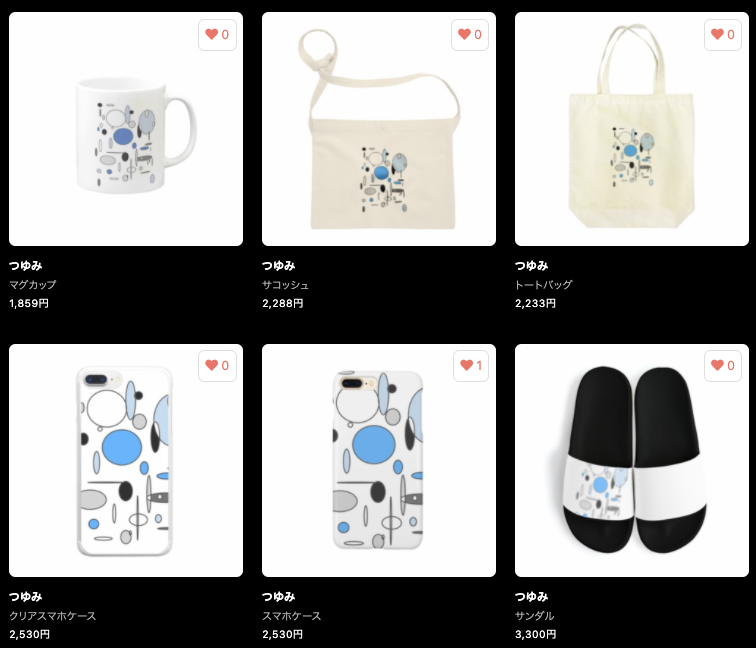 0
0
0
つゆみ
マグカップ
1,859円
つゆみ
サコッシュ
2,288円
つゆみ
トートバッグ
2,233円
0
1
0
つゆみ
クリアスマホケース
2,530円
つゆみ
スマホケース
2,530円
つゆみ
サンダル
3,300円